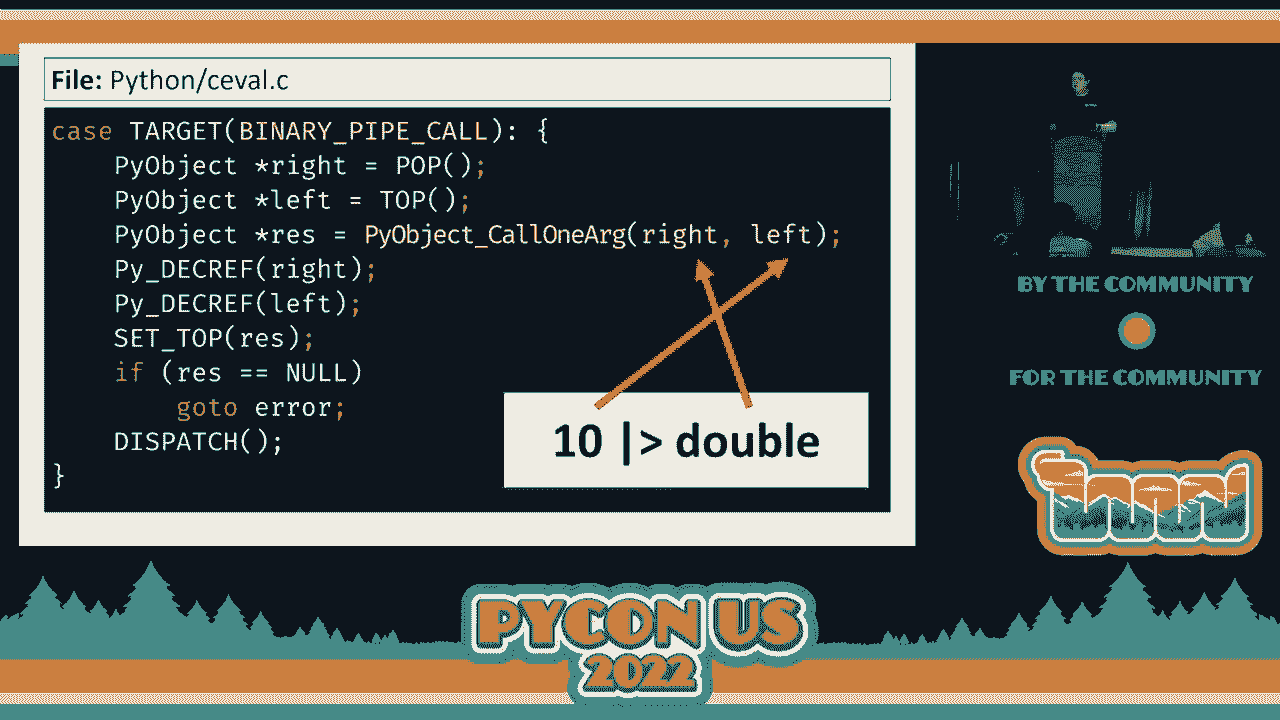 File: Python/ceval.c
case TARGET(BINARY_PIPE_CALL): {
    PyObject *right = POP();
    PyObject *left = TOP();
    PyObject *res = PyObject_CallOneArg(right, left);
    Py_DECREF(right);
    Py_DECREF(left);
    SET_TOP(res);
    if (res == NULL)
        goto error;
    DISPATCH();
}
10 |> double
BY THE COMMUNITY
FOR THE COMMUNITY
PYCON US
2022